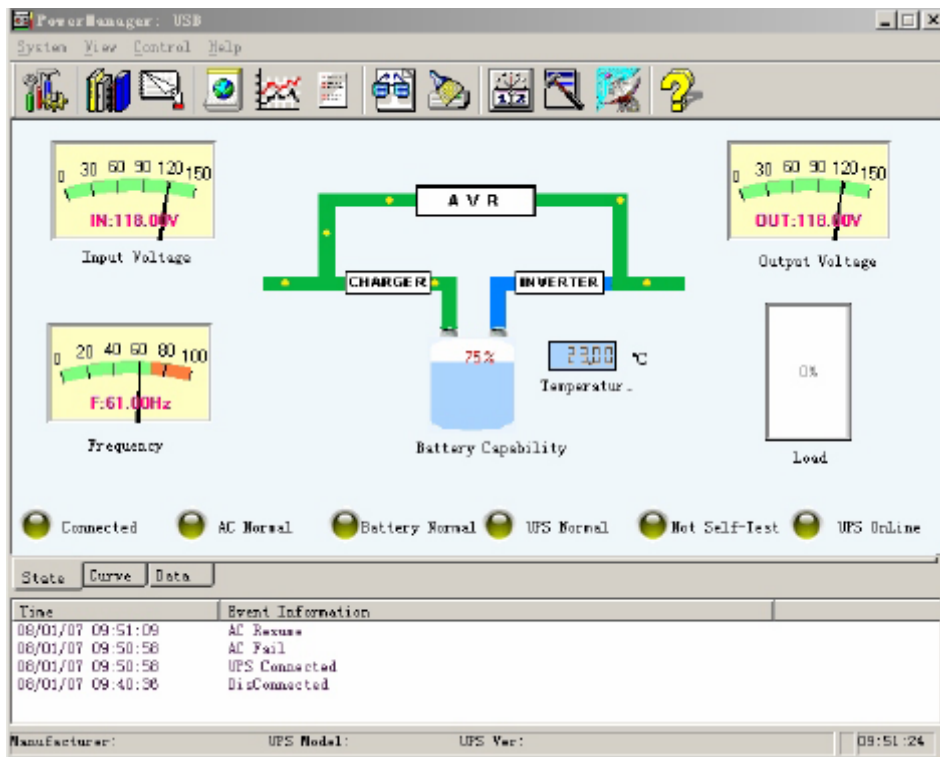 PowerManager: USB
System View Control Help
0 30 60 90 120 150
IN:118.00V
Input Voltage
0 30 60 90 120 150
OUT:118.00V
Output Voltage
A V R
CHARGER
INVERTER
0 20 40 60 80 100
F:61.00Hz
Frequency
75%
Battery Capability
23.00 ℃
Temperatur..
0%
Load
Connected
AC Normal
Battery Normal
UPS Normal
Not Self-Test
UPS OnLine
State Curve Data
Time Event Information
08/01/07 09:51:09 AC Resume
08/01/07 09:50:58 AC Fail
08/01/07 09:50:58 UPS Connected
08/01/07 09:40:36 DisConnected
Manufacturer: UPS Model: UPS Ver: 09:51:24